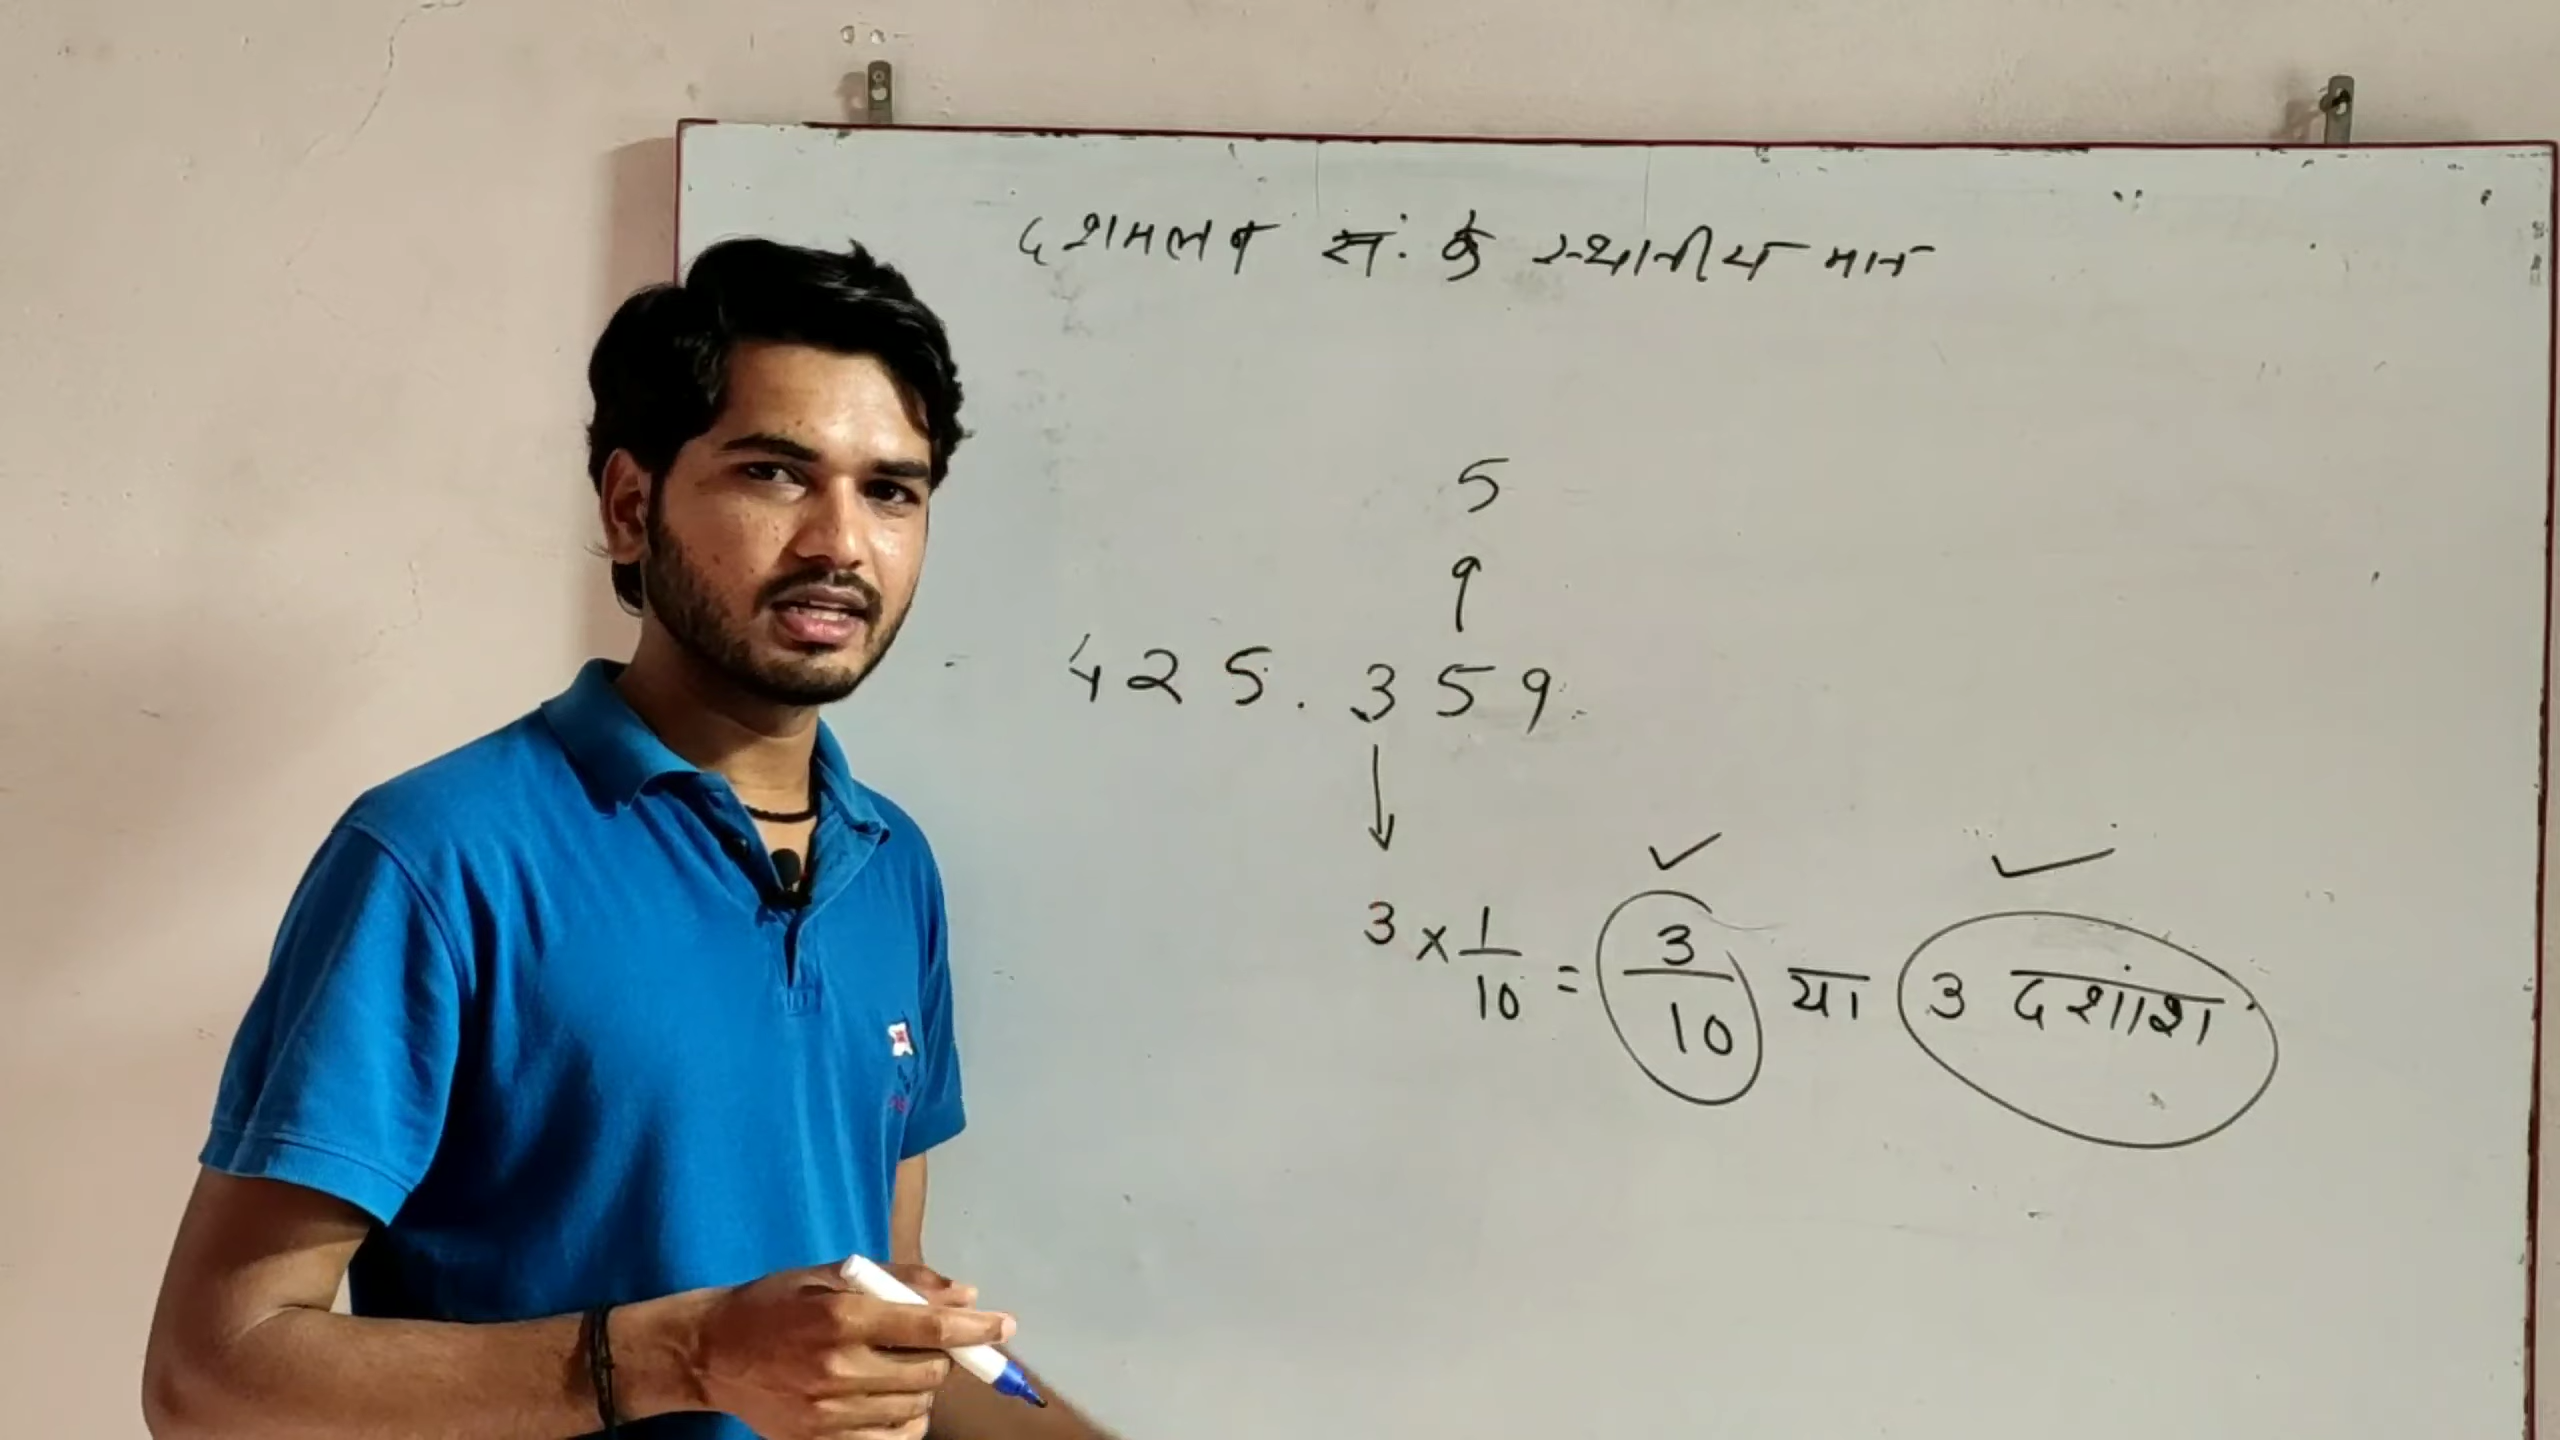 दशमलव सं. के स्थानीय मान
5
9
425.359
3 × 1/10 = 3/10 या 3 दशांश